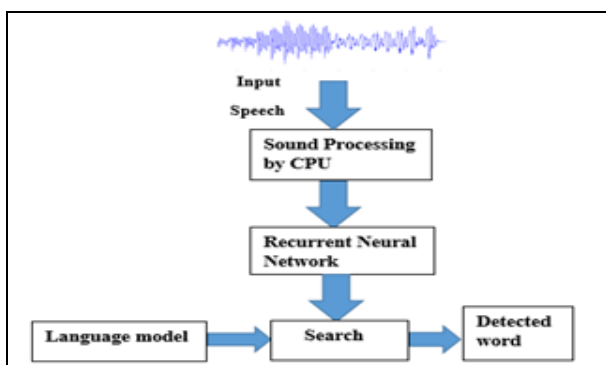 Input
Speech
Sound Processing
by CPU
Recurrent Neural
Network
Language model
Search
Detected
word